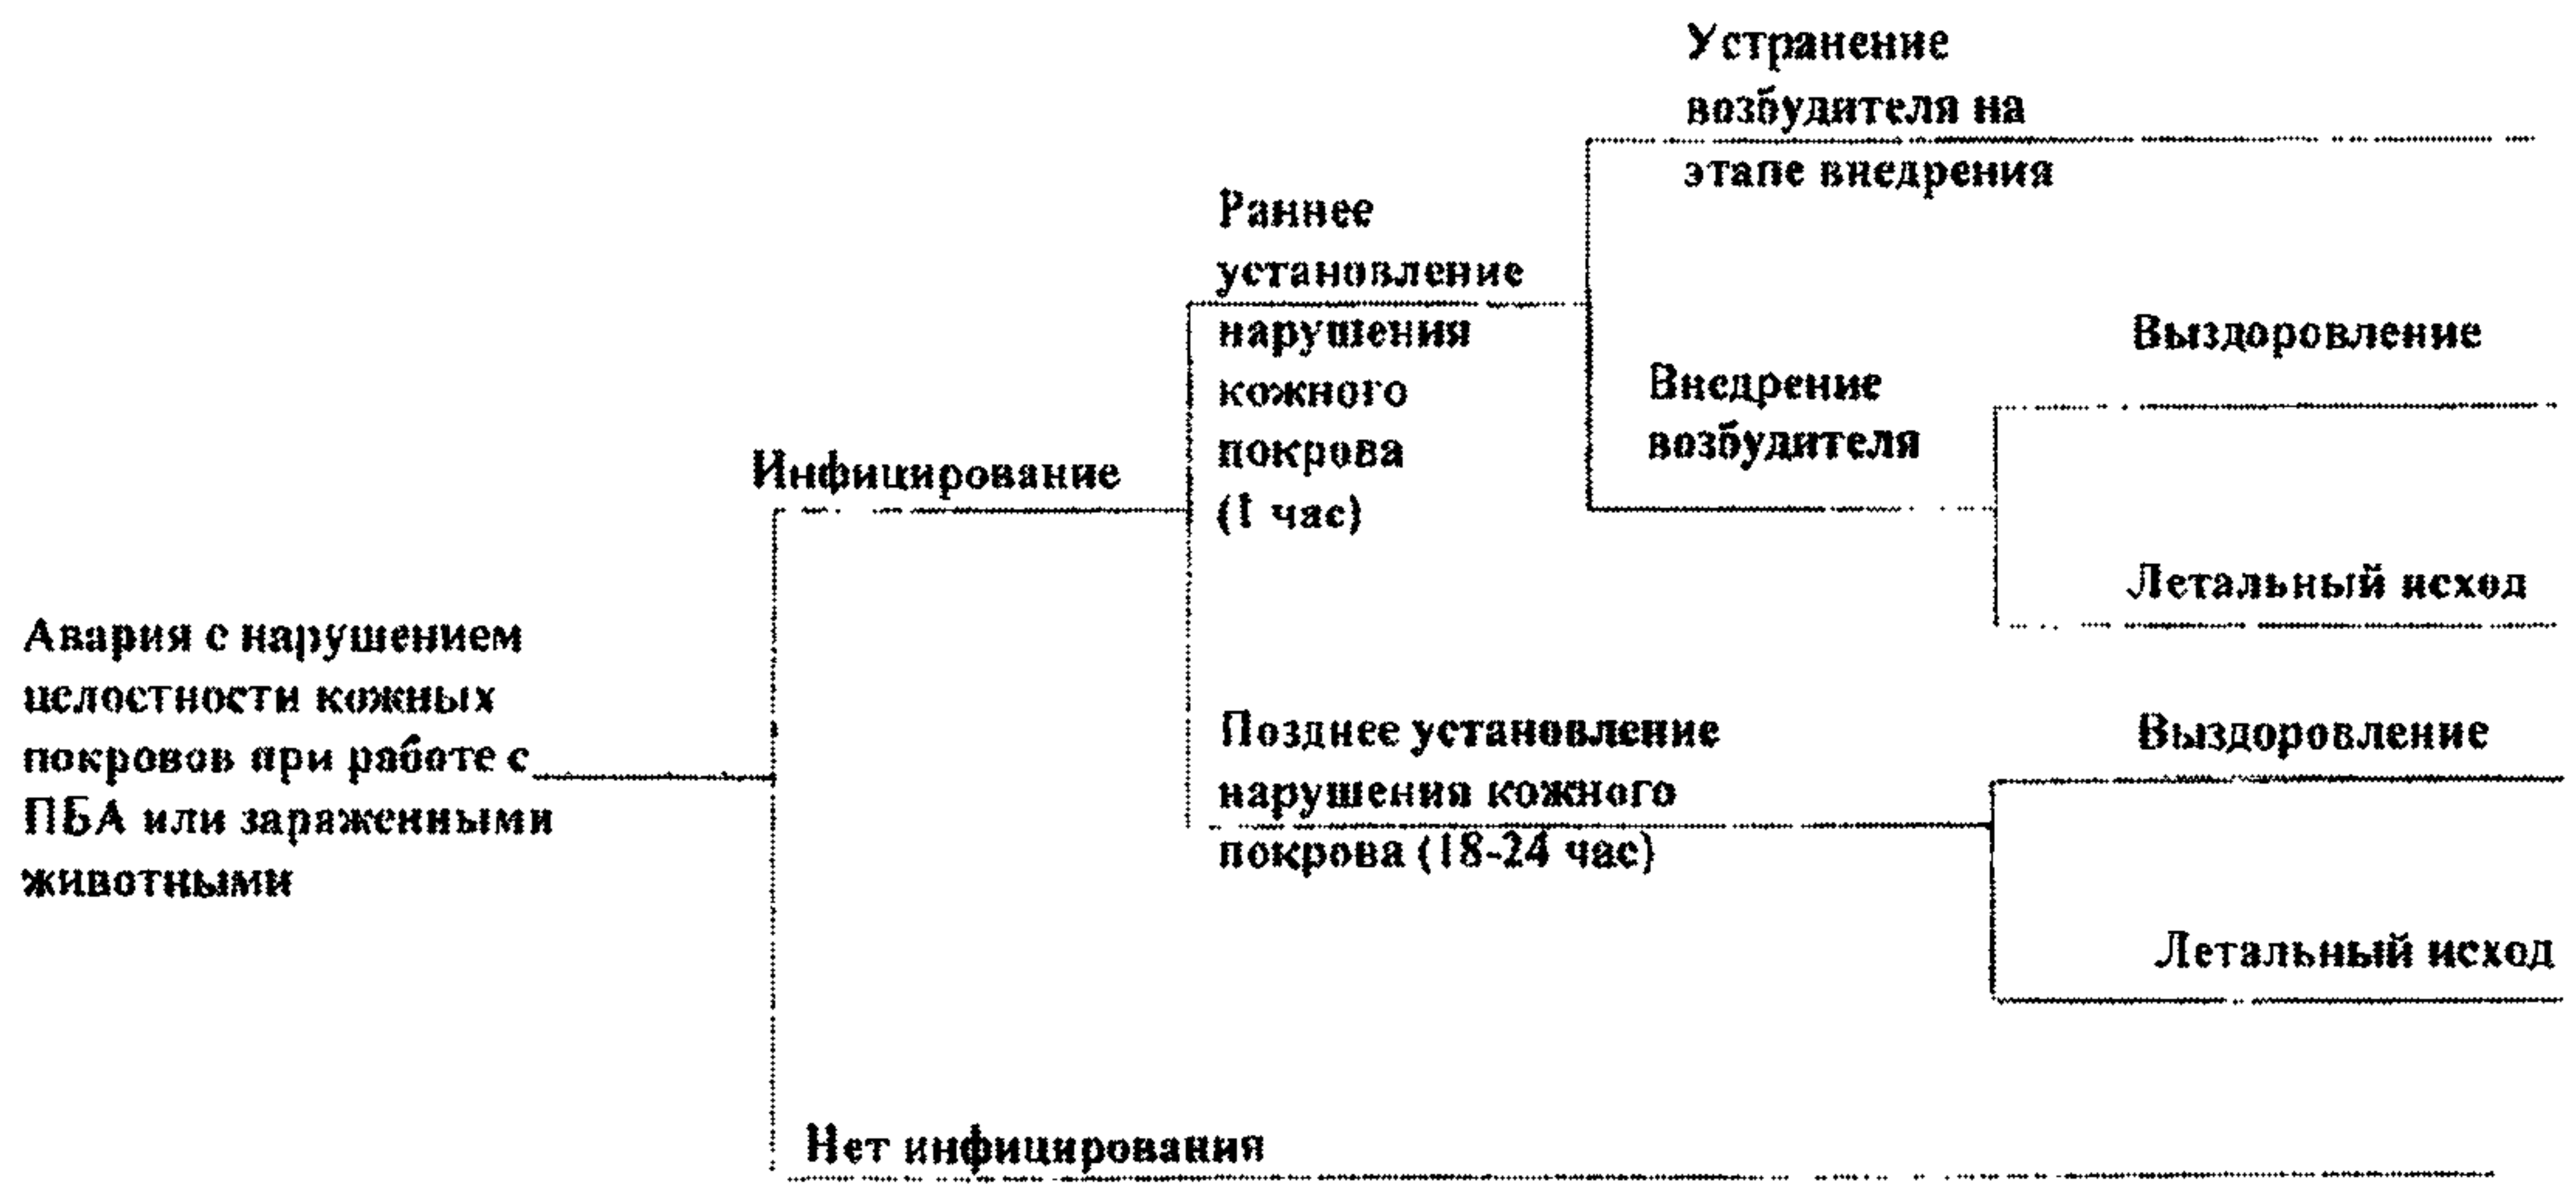 Устранение
возбудителя на
этапе внедрения
Раннее
установление
нарушения
кожного
покрова
(1 час)
Внедрение
возбудителя
Выздоровление
Летальный исход
Инфицирование
Авария с нарушением
целостности кожных
покровов при работе с
ПБА или зараженными
животными
Позднее установление
нарушения кожного
покрова (18-24 час)
Выздоровление
Летальный исход
Нет инфицирования